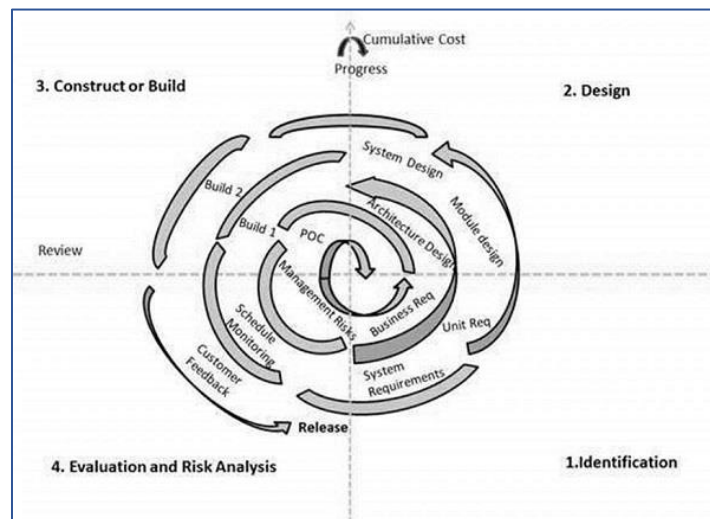 Cumulative Cost
Progress
3. Construct or Build
2. Design
System Design
Build 2
Module design
Build 1
POC
Architecture Design
Review
Management Risks
Business Req
Schedule
Monitoring
Unit Req
Customer
Feedback
System
Requirements
Release
4. Evaluation and Risk Analysis
1.Identification